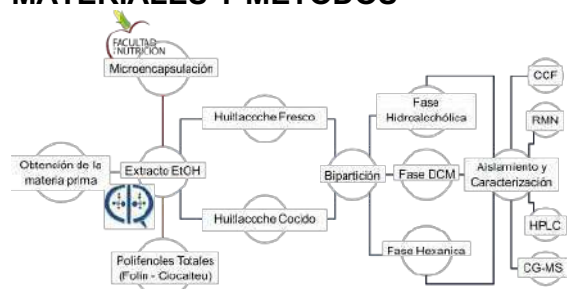 MATERIALES Y MÉTODOS
FACULTAD
NUTRICIÓN
Microencapsulación
Obtención de la
materia prima
Extracto EtOH
Polifenoles Totales
(Folin - Ciocalteu)
Huitlacoche Fresco
Huitlacoche Cocido
Bipartición
Fase
Hidroalcohólica
Fase DCM
Fase Hexanica
Aislamiento y
Caracterización
CCF
RMN
HPLC
CG-MS